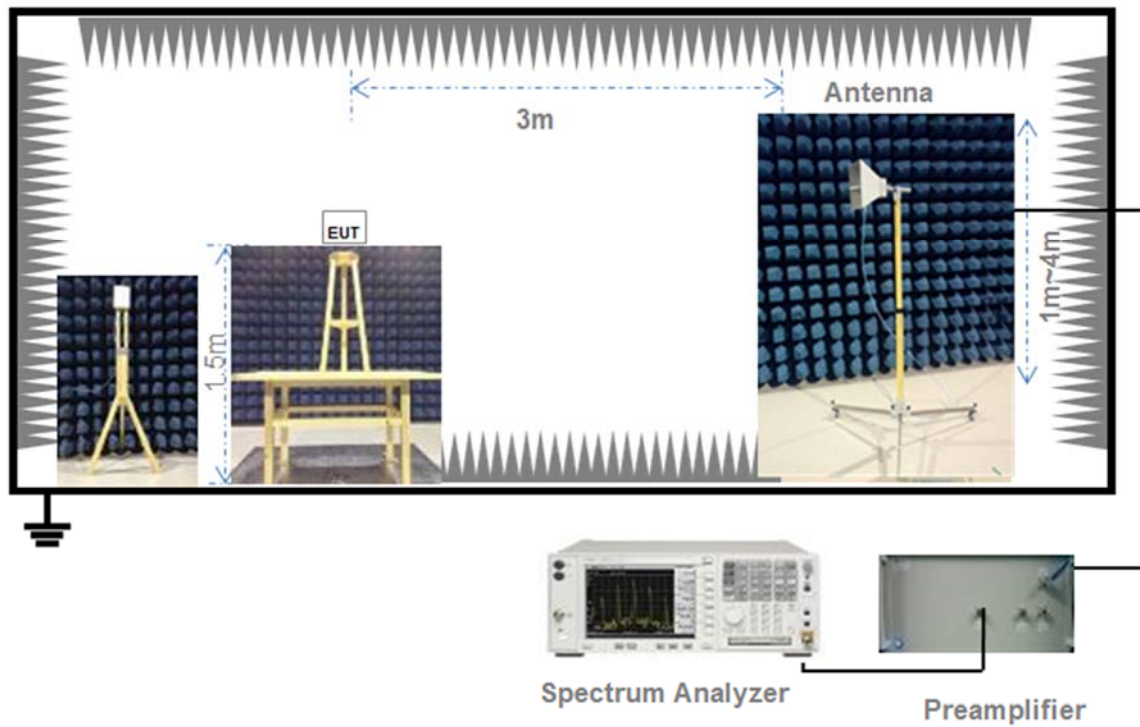 3m
Antenna
EUT
1.5m
1m~4m
Spectrum Analyzer
Preamplifier